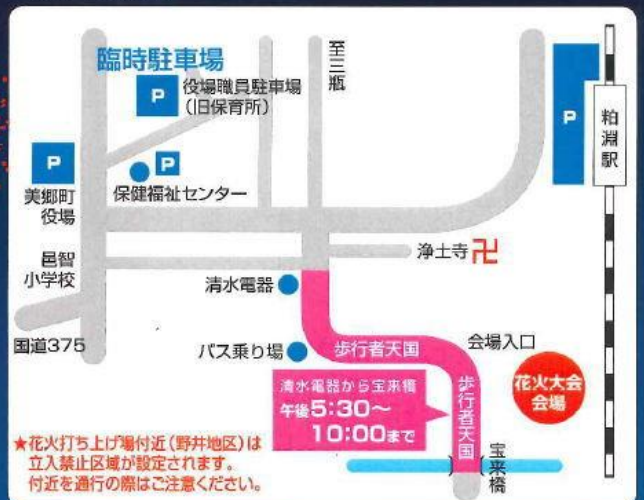 臨時駐車場
P
役場職員駐車場
(旧保育所)
至三瓶
P
粕淵駅
P
美郷町
役場
P
保健福祉センター
浄土寺 卍
邑智
小学校
清水電器
国道375
バス乗り場
歩行者天国
会場入口
花火大会
会場
清水電器から宝来橋
午後5:30~
10:00まで
歩行者天国
宝来橋
★花火打ち上げ場付近(野井地区)は
立入禁止区域が設定されます。
付近を通行の際はご注意ください。